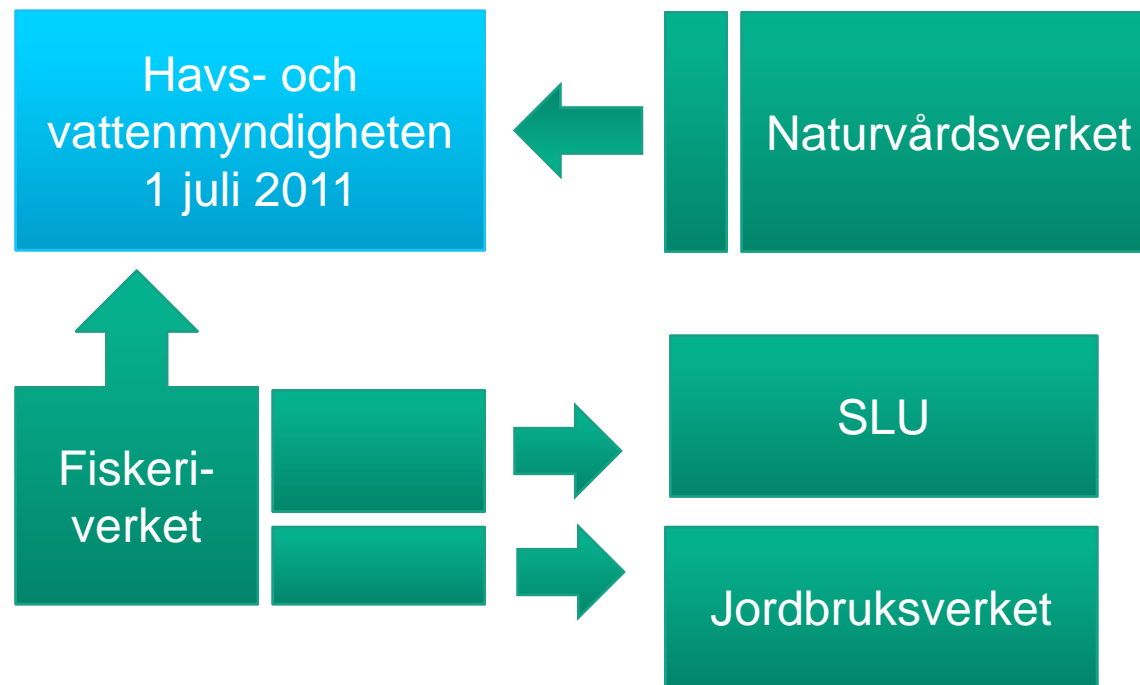 Havs- och
vattenmyndigheten
1 juli 2011
Naturvårdsverket
Fiskeri-
verket
SLU
Jordbruksverket